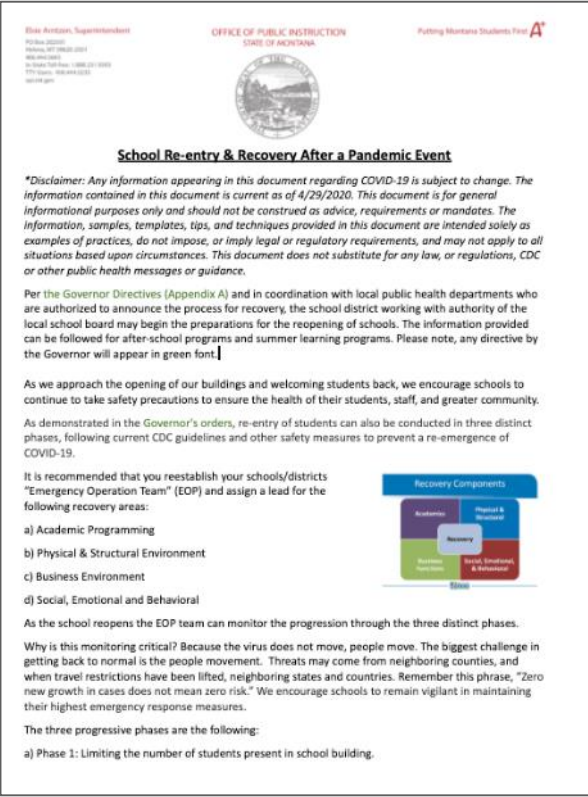 Elsie Arntzen, Superintendent
OFFICE OF PUBLIC INSTRUCTION
STATE OF MONTANA
Putting Montana Students First A+
School Re-entry & Recovery After a Pandemic Event
*Disclaimer: Any information appearing in this document regarding COVID-19 is subject to change. The
information contained in this document is current as of 4/29/2020. This document is for general
informational purposes only and should not be construed as advice, requirements or mandates. The
information, samples, templates, tips, and techniques provided in this document are intended solely as
examples of practices, do not impose, or imply legal or regulatory requirements, and may not apply to all
situations based upon circumstances. This document does not substitute for any law, or regulations, CDC
or other public health messages or guidance.
Per the Governor Directives (Appendix A) and in coordination with local public health departments who
are authorized to announce the process for recovery, the school district working with authority of the
local school board may begin the preparations for the reopening of schools. The information provided
can be followed for after-school programs and summer learning programs. Please note, any directive by
the Governor will appear in green font.
As we approach the opening of our buildings and welcoming students back, we encourage schools to
continue to take safety precautions to ensure the health of their students, staff, and greater community.
As demonstrated in the Governor's orders, re-entry of students can also be conducted in three distinct
phases, following current CDC guidelines and other safety measures to prevent a re-emergence of
COVID-19.
It is recommended that you reestablish your schools/districts
"Emergency Operation Team" (EOP) and assign a lead for the
following recovery areas:
a) Academic Programming
b) Physical & Structural Environment
c) Business Environment
d) Social, Emotional and Behavioral
Recovery Components
Academics
Physical &
Structural
Recovery
Business
Functions
Social, Emotional,
& Behavioral
As the school reopens the EOP team can monitor the progression through the three distinct phases.
Why is this monitoring critical? Because the virus does not move, people move. The biggest challenge in
getting back to normal is the people movement. Threats may come from neighboring counties, and
when travel restrictions have been lifted, neighboring states and countries. Remember this phrase, "Zero
new growth in cases does not mean zero risk." We encourage schools to remain vigilant in maintaining
their highest emergency response measures.
The three progressive phases are the following:
a) Phase 1: Limiting the number of students present in school building.